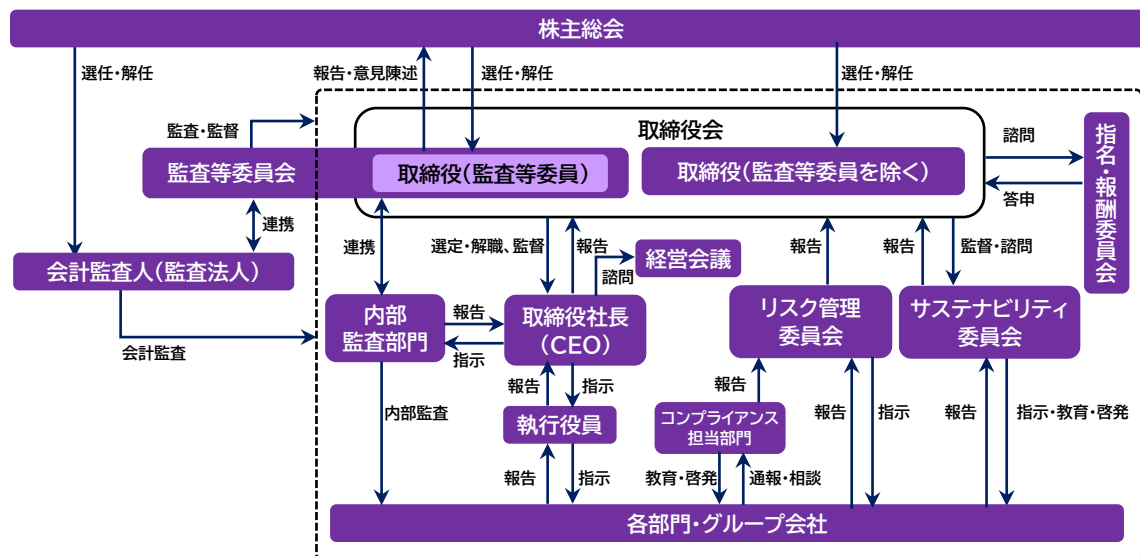 株主総会
選任・解任
報告・意見陳述
選任・解任
選任・解任
監査・監督
取締役会
諮問
監査等委員会
取締役(監査等委員)
取締役(監査等委員を除く)
答申
指名・報酬委員会
連携
連携
選定・解職、監督
報告
諮問
経営会議
報告
報告
監督・諮問
会計監査人(監査法人)
会計監査
内部
監査部門
報告
指示
取締役社長
(CEO)
リスク管理
委員会
サステナビリティ
委員会
報告
指示
報告
内部監査
執行役員
コンプライアンス
担当部門
報告
指示
報告
指示・教育・啓発
報告
指示
教育・啓発
通報・相談
各部門・グループ会社